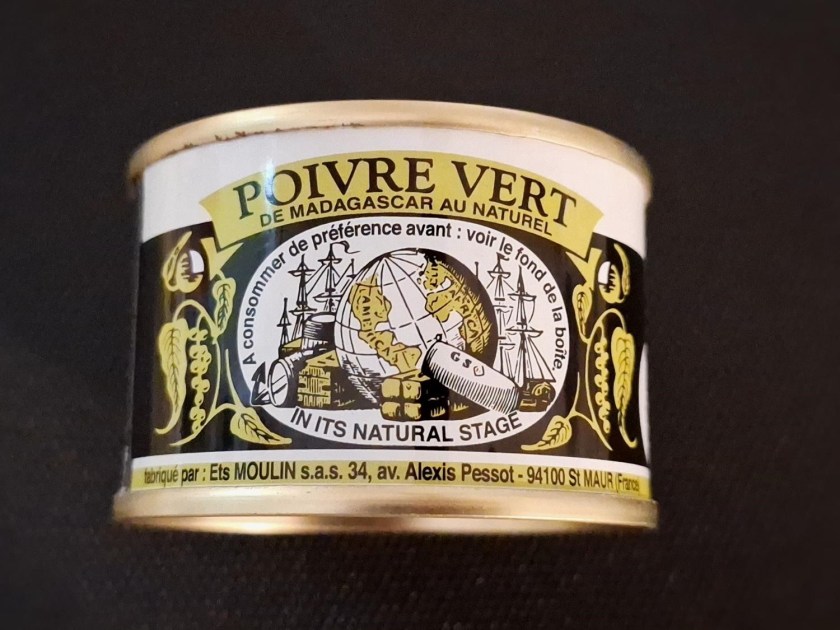 POIVRE VERT
DE MADAGASCAR AU NATUREL
A consommer de préférence avant : voir le fond de la boîte.
AMERICA
AFRICA
GSJ
IN ITS NATURAL STAGE
fabriqué par : Ets MOULIN s.a.s. 34, av. Alexis Pessot - 94100 St MAUR (France)